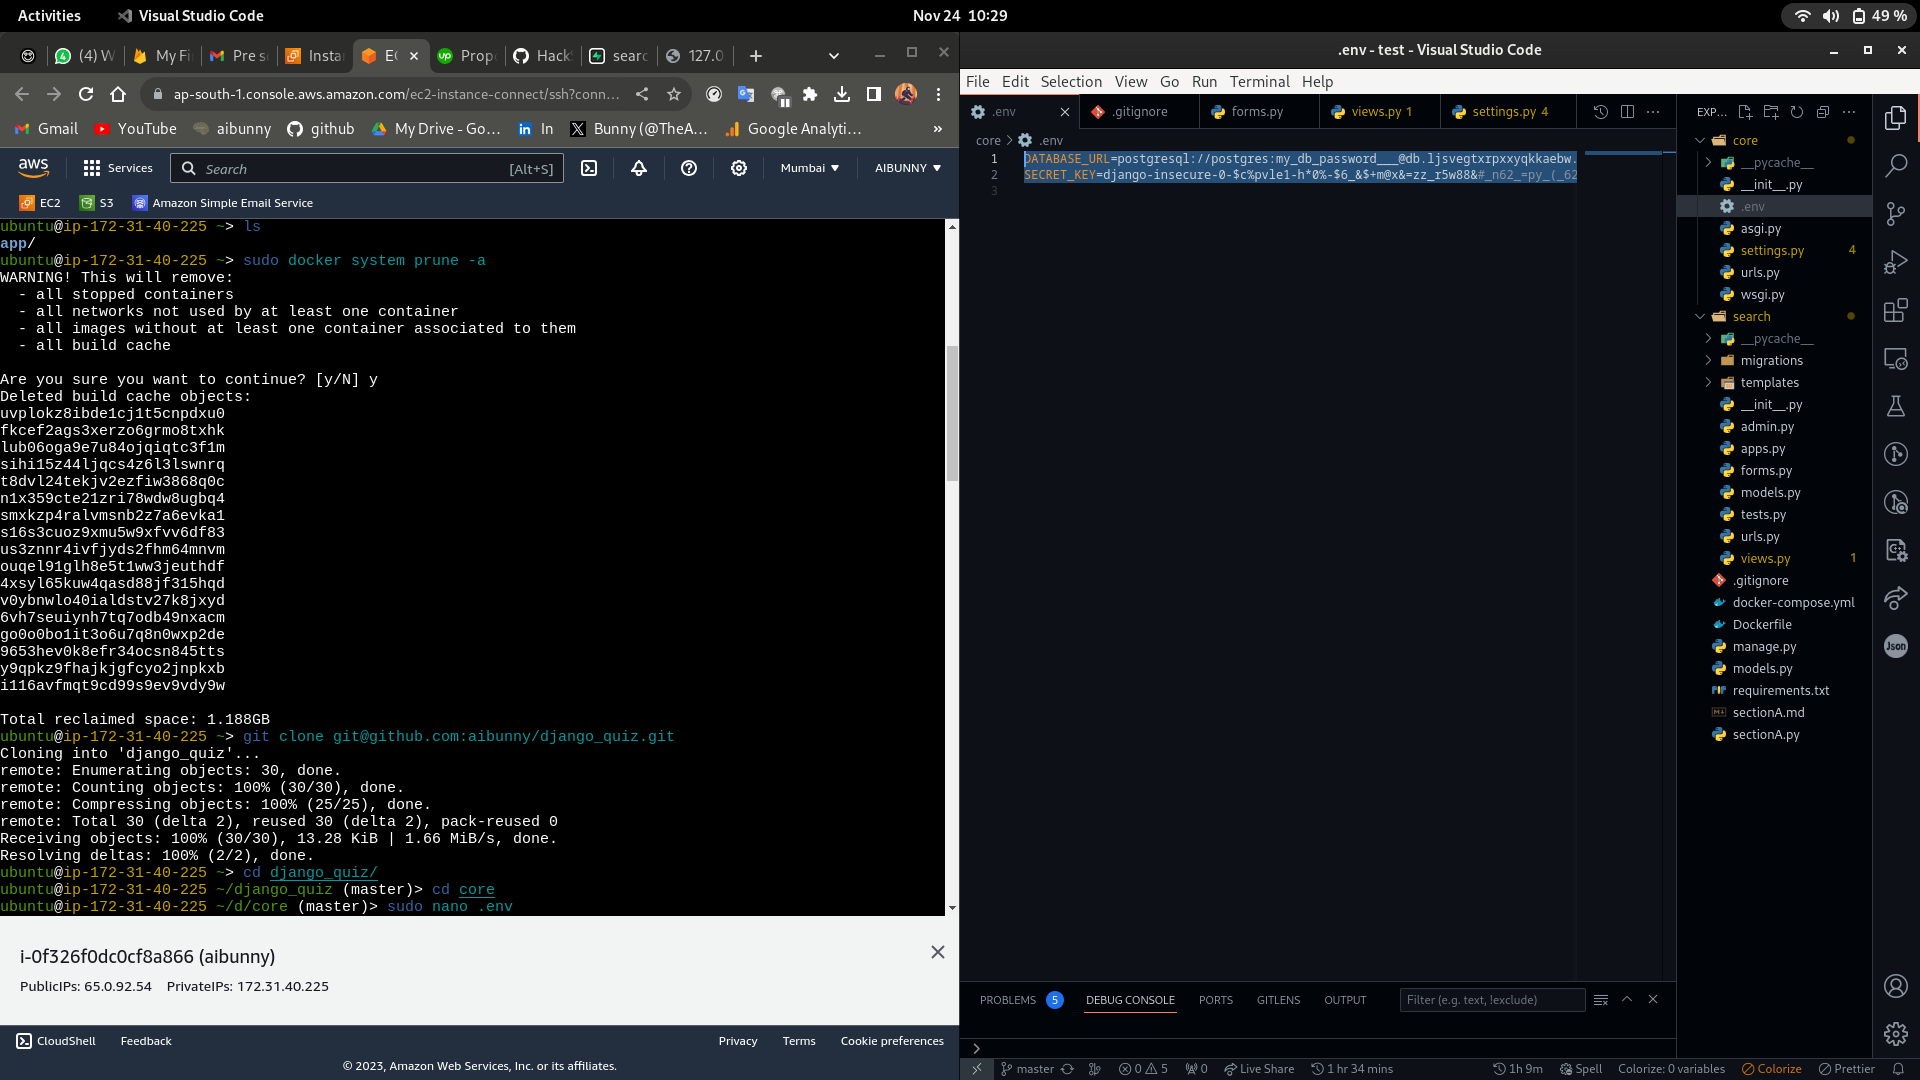 Activities
Visual Studio Code
Nov 24 10:29
49 %
(4) W
My Fi
Pre s
Insta
EC
Prop
Hack
searc
127.0
ap-south-1.console.aws.amazon.com/ec2-instance-connect/ssh?conn...
Gmail
YouTube
aibunny
github
My Drive - Go...
In
Bunny (@TheA...
Google Analyti...
»
aws
Services
Search
[Alt+S]
Mumbai
AIBUNNY
EC2
S3
Amazon Simple Email Service
ubuntu@ip-172-31-40-225 ~> ls
app/
ubuntu@ip-172-31-40-225 ~> sudo docker system prune -a
WARNING! This will remove:
- all stopped containers
- all networks not used by at least one container
- all images without at least one container associated to them
- all build cache
Are you sure you want to continue? [y/N] y
Deleted build cache objects:
uvplokz8ibde1cj1t5cnpdxu0
fkcef2ags3xerzo6grmo8txhk
lub06oga9e7u84ojqiqtc3f1m
sihi15z44ljqcs4z6l3lswnrq
t8dvl24tekjv2ezfiw3868q0c
n1x359cte21zri78wdw8ugbq4
smxkzp4ralvmsnb2z7a6evka1
s16s3cuoz9xmu5w9xfvv6df83
us3znnr4ivfjyds2fhm64mnvm
ouqel91glh8e5t1ww3jeuthdf
4xsyl65kuw4qasd88jf315hqd
v0ybnwlo40ialdstv27k8jxyd
6vh7seuiynh7tq7odb49nxacm
go0o0bo1it3o6u7q8n0wxp2de
9653hev0k8efr34ocsn845tts
y9qpkz9fhajkjgfcyo2jnpkxb
i116avfmqt9cd99s9ev9vdy9w
Total reclaimed space: 1.188GB
ubuntu@ip-172-31-40-225 ~> git clone git@github.com:aibunny/django_quiz.git
Cloning into 'django_quiz'...
remote: Enumerating objects: 30, done.
remote: Counting objects: 100% (30/30), done.
remote: Compressing objects: 100% (25/25), done.
remote: Total 30 (delta 2), reused 30 (delta 2), pack-reused 0
Receiving objects: 100% (30/30), 13.28 KiB | 1.66 MiB/s, done.
Resolving deltas: 100% (2/2), done.
ubuntu@ip-172-31-40-225 ~> cd django_quiz/
ubuntu@ip-172-31-40-225 ~/django_quiz (master)> cd core
ubuntu@ip-172-31-40-225 ~/d/core (master)> sudo nano .env
i-0f326f0dc0cf8a866 (aibunny)
PublicIPs: 65.0.92.54 PrivateIPs: 172.31.40.225
CloudShell
Feedback
Privacy
Terms
Cookie preferences
© 2023, Amazon Web Services, Inc. or its affiliates.
.env - test - Visual Studio Code
File Edit Selection View Go Run Terminal Help
.env
.gitignore
forms.py
views.py 1
settings.py 4
core > .env
1 DATABASE_URL=postgresql://postgres:my_db_password___@db.ljsvegtxrpxxyqkkaebw.
2 SECRET_KEY=django-insecure-0-$c%pvle1-h*0%-$6_&$+m@x&=zz_r5w88&#_n62_=py_(_62
3
EXP...
core
__pycache__
__init__.py
.env
asgi.py
settings.py 4
urls.py
wsgi.py
search
__pycache__
migrations
templates
__init__.py
admin.py
apps.py
forms.py
models.py
tests.py
urls.py
views.py 1
.gitignore
docker-compose.yml
Dockerfile
manage.py
models.py
requirements.txt
sectionA.md
sectionA.py
Json
PROBLEMS 5
DEBUG CONSOLE
PORTS
GITLENS
OUTPUT
Filter (e.g. text, !exclude)
master
0 5
0
Live Share
1 hr 34 mins
1h 9m
Spell
Colorize: 0 variables
Colorize
Prettier